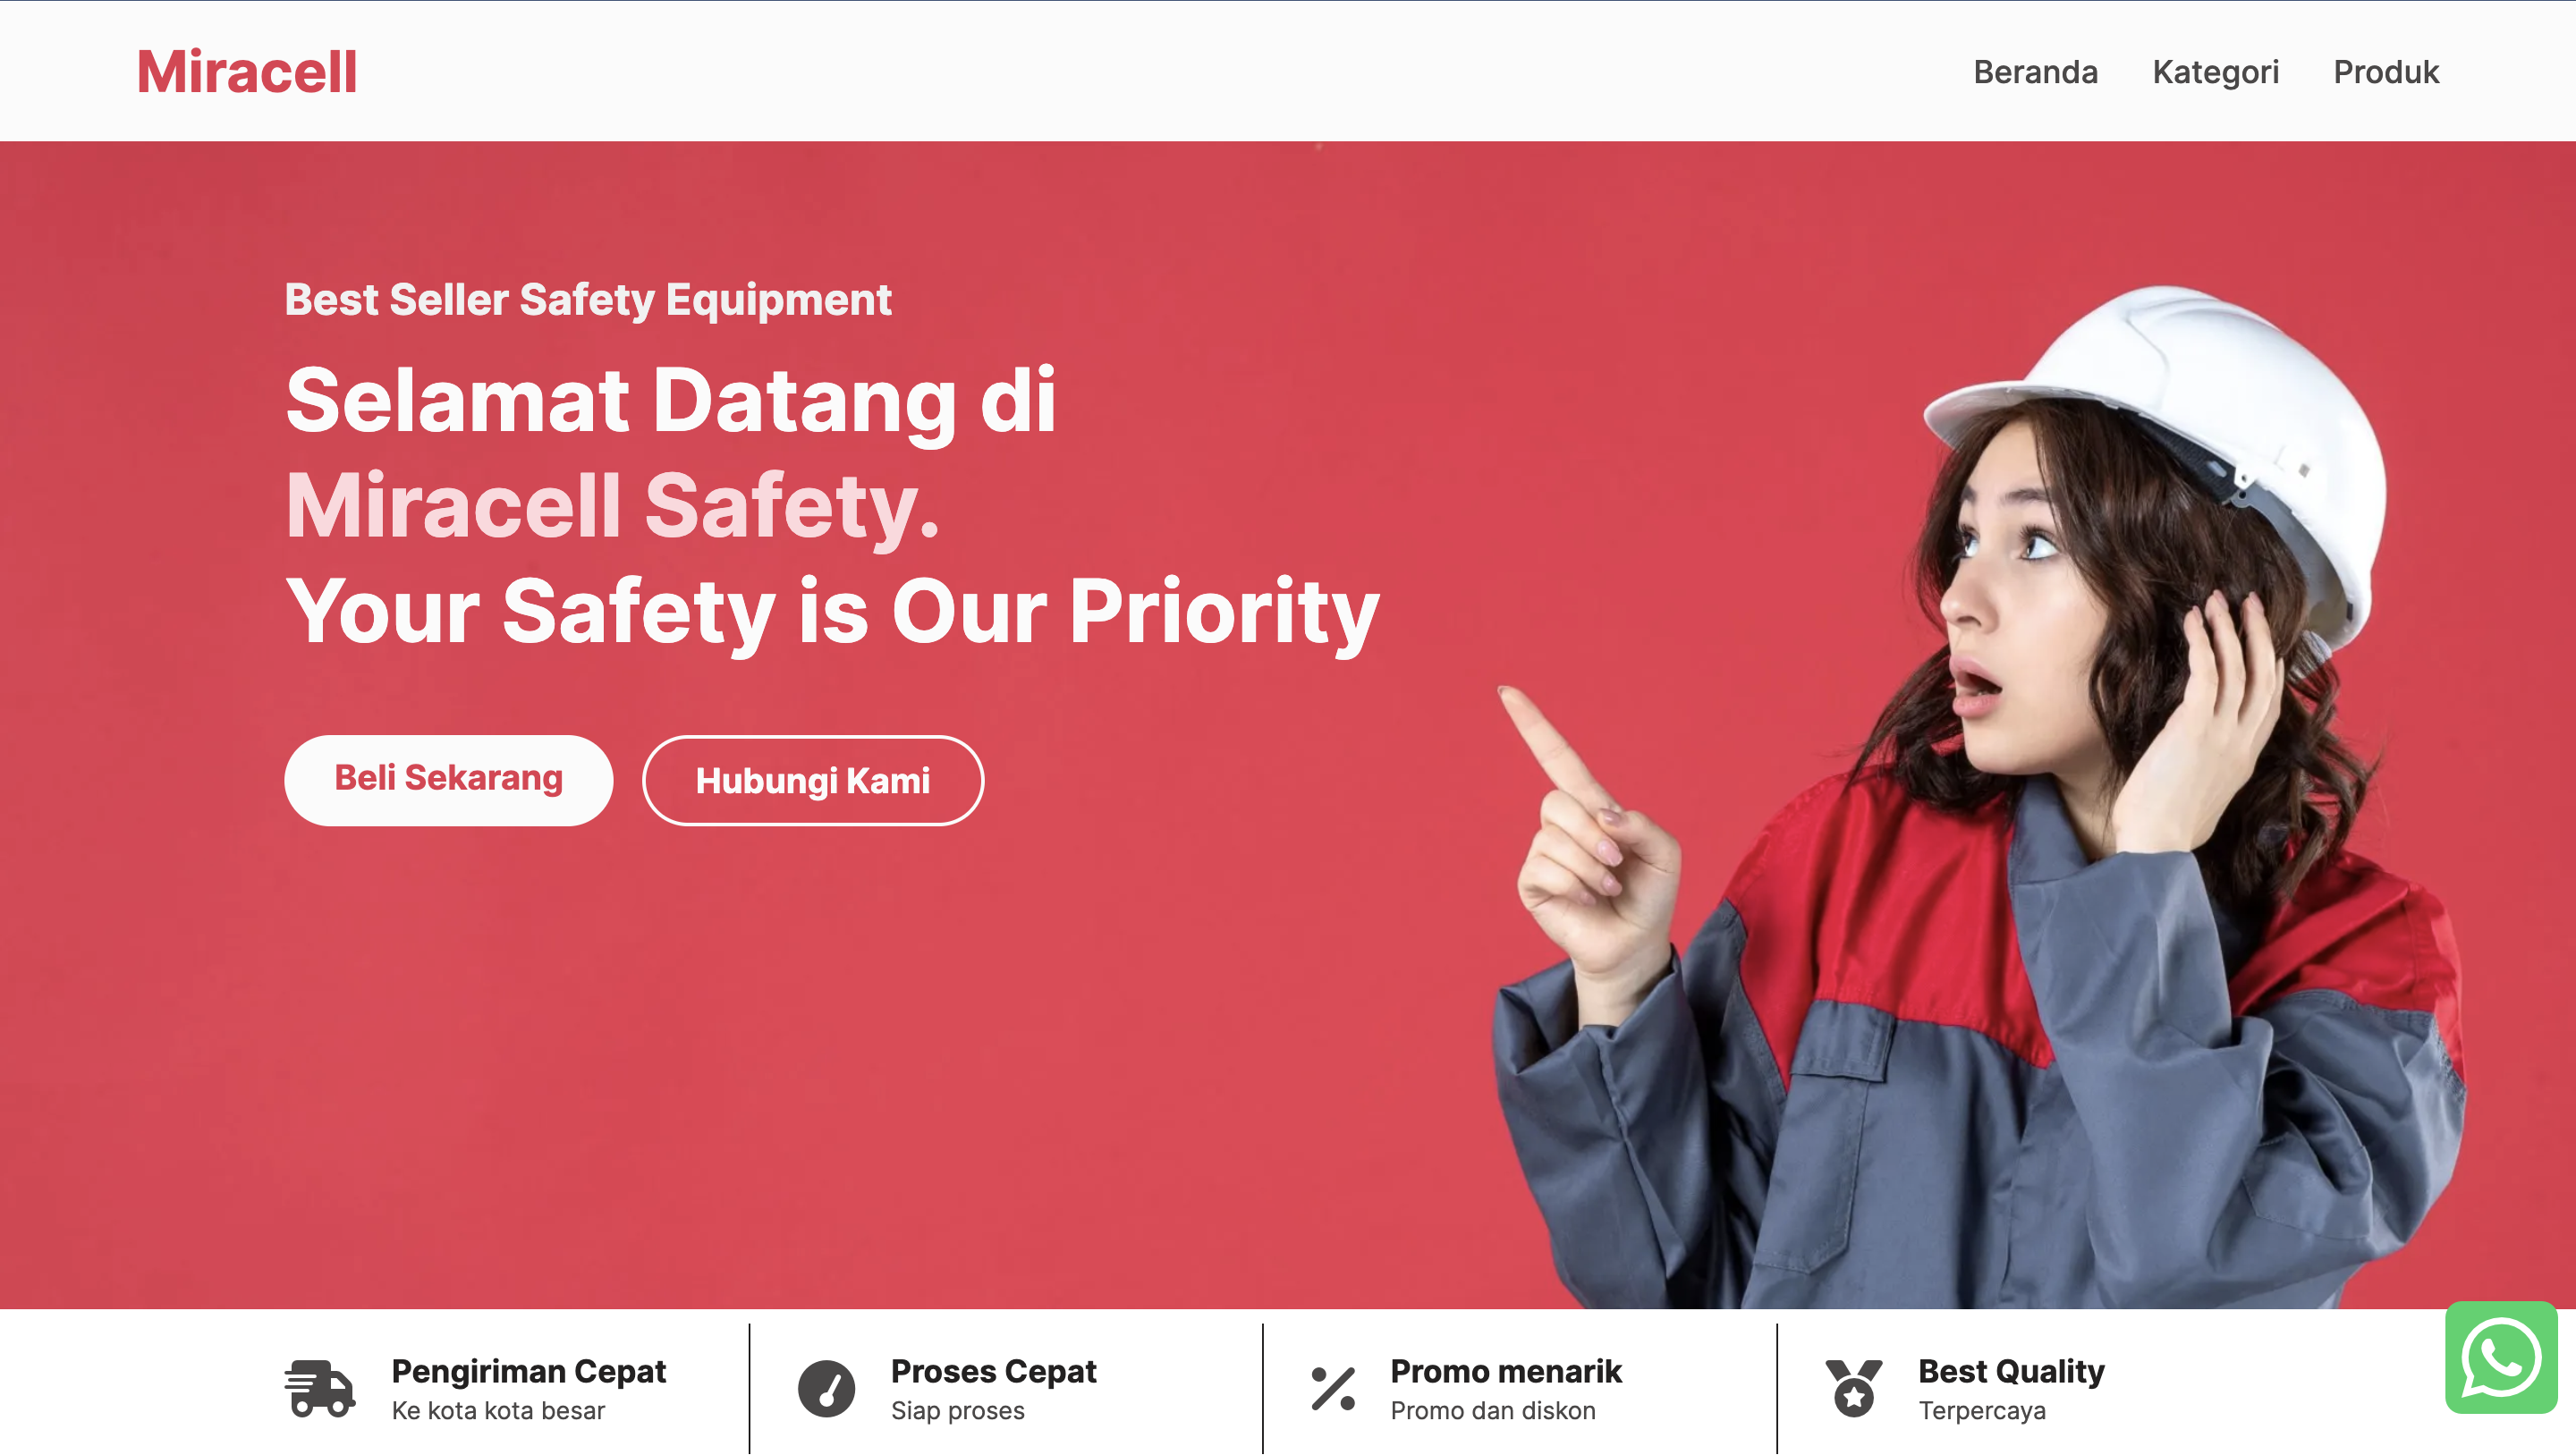 Miracell
Beranda Kategori Produk
Best Seller Safety Equipment
Selamat Datang di
Miracell Safety.
Your Safety is Our Priority
Beli Sekarang
Hubungi Kami
Pengiriman Cepat
Ke kota kota besar
Proses Cepat
Siap proses
Promo menarik
Promo dan diskon
Best Quality
Terpercaya